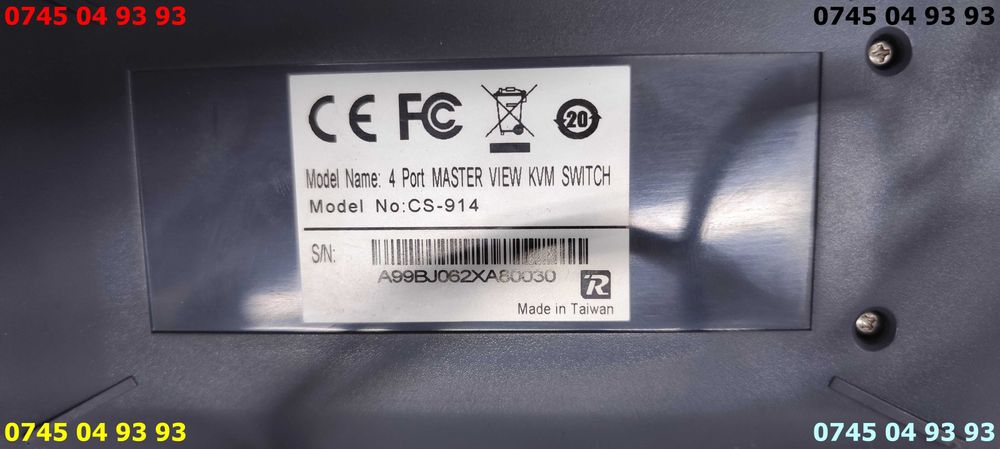 0745 04 93 93
0745 04 93 93
CE FC 20
Model Name: 4 Port MASTER VIEW KVM SWITCH
Model No:CS-914
S/N:
A99BJ062XA80030
R
Made in Taiwan
0745 04 93 93
0745 04 93 93